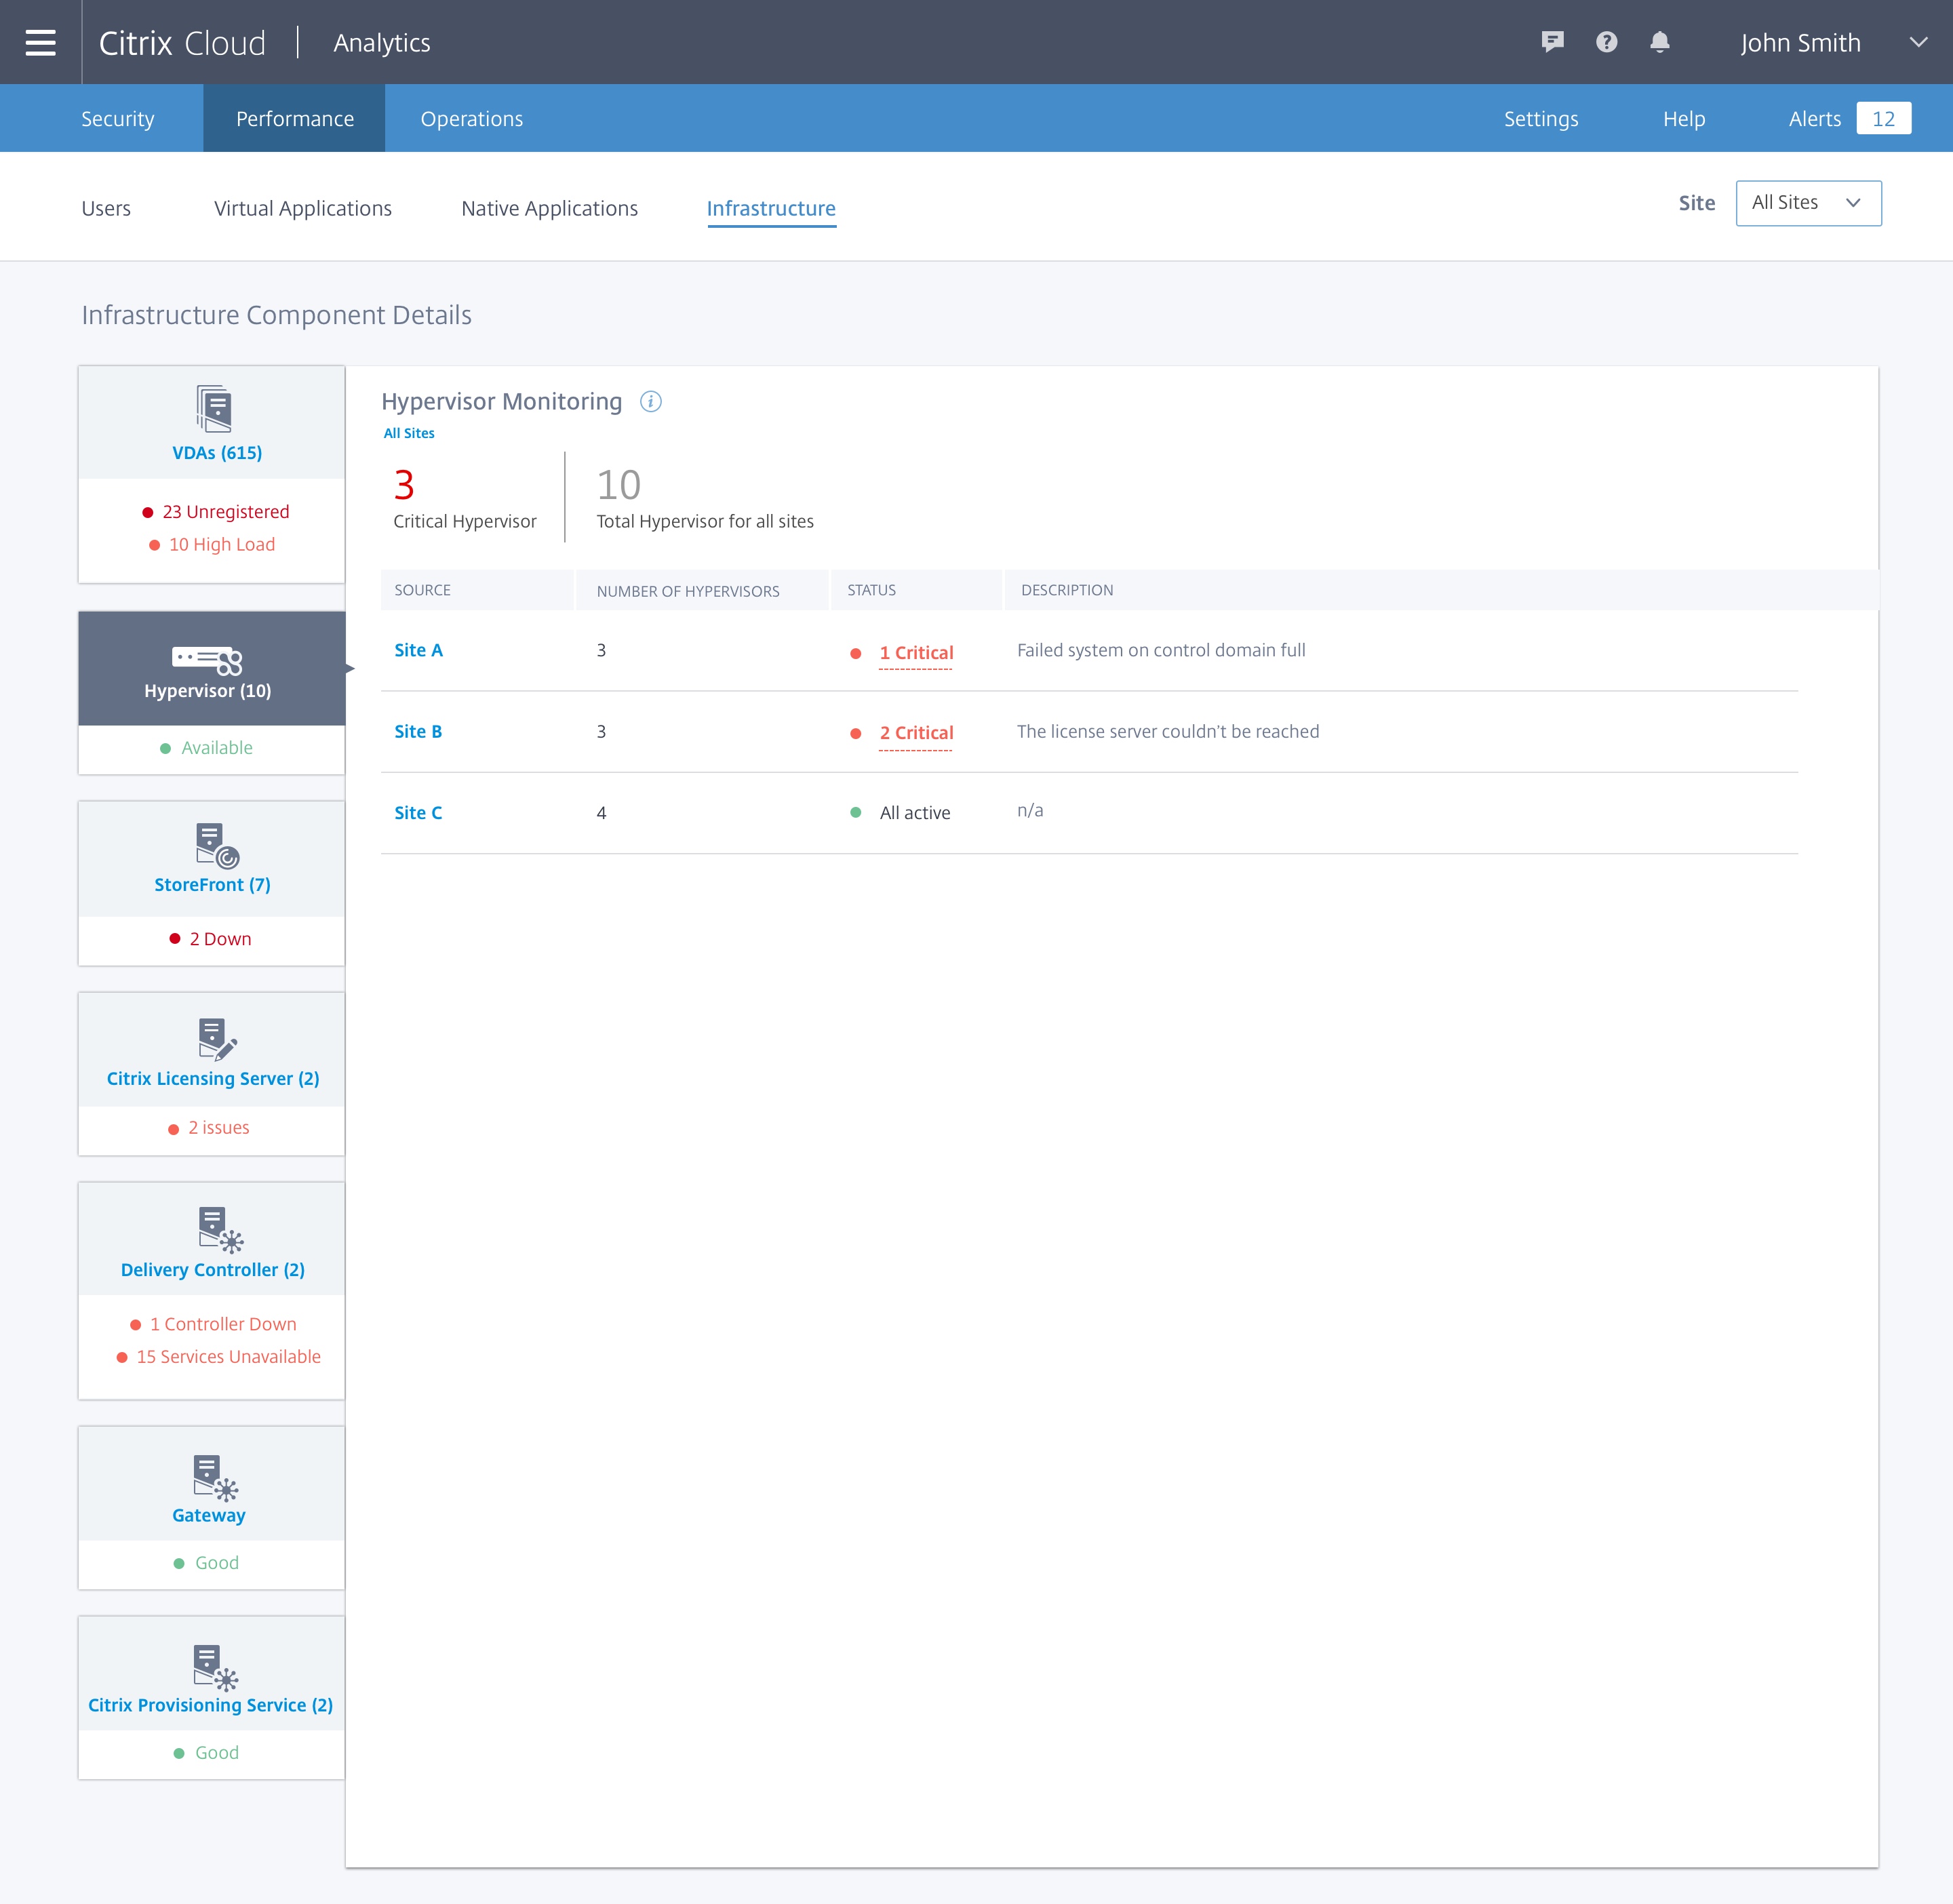 Citrix Cloud | Analytics
John Smith
Security Performance Operations Settings Help Alerts 12
Users Virtual Applications Native Applications Infrastructure
Site All Sites
Infrastructure Component Details
VDAs (615)
23 Unregistered
10 High Load
Hypervisor (10)
Available
StoreFront (7)
2 Down
Citrix Licensing Server (2)
2 issues
Delivery Controller (2)
1 Controller Down
15 Services Unavailable
Gateway
Good
Citrix Provisioning Service (2)
Good
Hypervisor Monitoring i
All Sites
3
Critical Hypervisor
10
Total Hypervisor for all sites
SOURCE NUMBER OF HYPERVISORS STATUS DESCRIPTION
Site A 3 1 Critical Failed system on control domain full
Site B 3 2 Critical The license server couldn't be reached
Site C 4 All active n/a